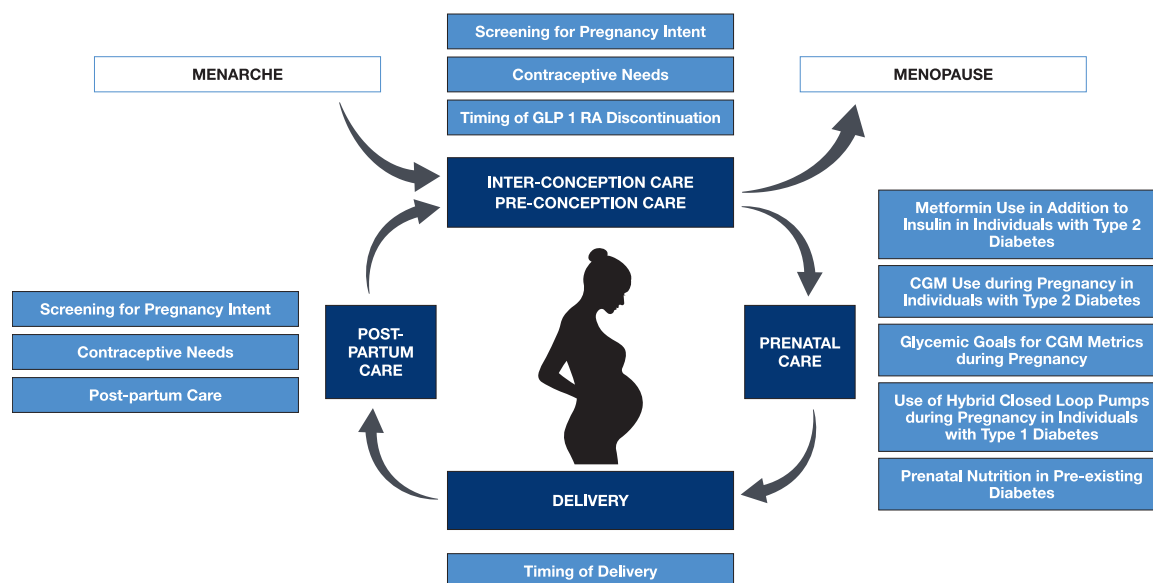 Screening for Pregnancy Intent
MENARCHE
Contraceptive Needs
MENOPAUSE
Timing of GLP 1 RA Discontinuation
INTER-CONCEPTION CARE
PRE-CONCEPTION CARE
Metformin Use in Addition to
Insulin in Individuals with Type 2
Diabetes
CGM Use during Pregnancy in
Individuals with Type 2 Diabetes
Glycemic Goals for CGM Metrics
during Pregnancy
Use of Hybrid Closed Loop Pumps
during Pregnancy in Individuals
with Type 1 Diabetes
Prenatal Nutrition in Pre-existing
Diabetes
PRENATAL
CARE
Screening for Pregnancy Intent
Contraceptive Needs
Post-partum Care
POST-
PARTUM
CARE
DELIVERY
Timing of Delivery